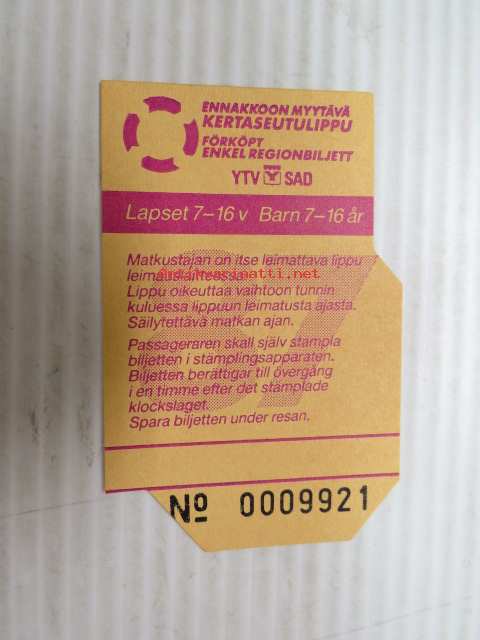 ENNAKKOON MYYTÄVÄ
KERTASEUTULIPPU
FÖRKÖPT
ENKEL REGIONBILJETT
YTV SAD
Lapset 7–16 v Barn 7–16 år
87
Matkustajan on itse leimattava lippu
leimauslaitteessa.
Lippu oikeuttaa vaihtoon tunnin
kuluessa lippuun leimatusta ajasta.
Säilytettävä matkan ajan.
Passageraren skall själv stämpla
biljetten i stämplingsapparaten.
Biljetten berättigar till övergång
i en timme efter det stämplade
klockslaget.
Spara biljetten under resan.
№ 0009921